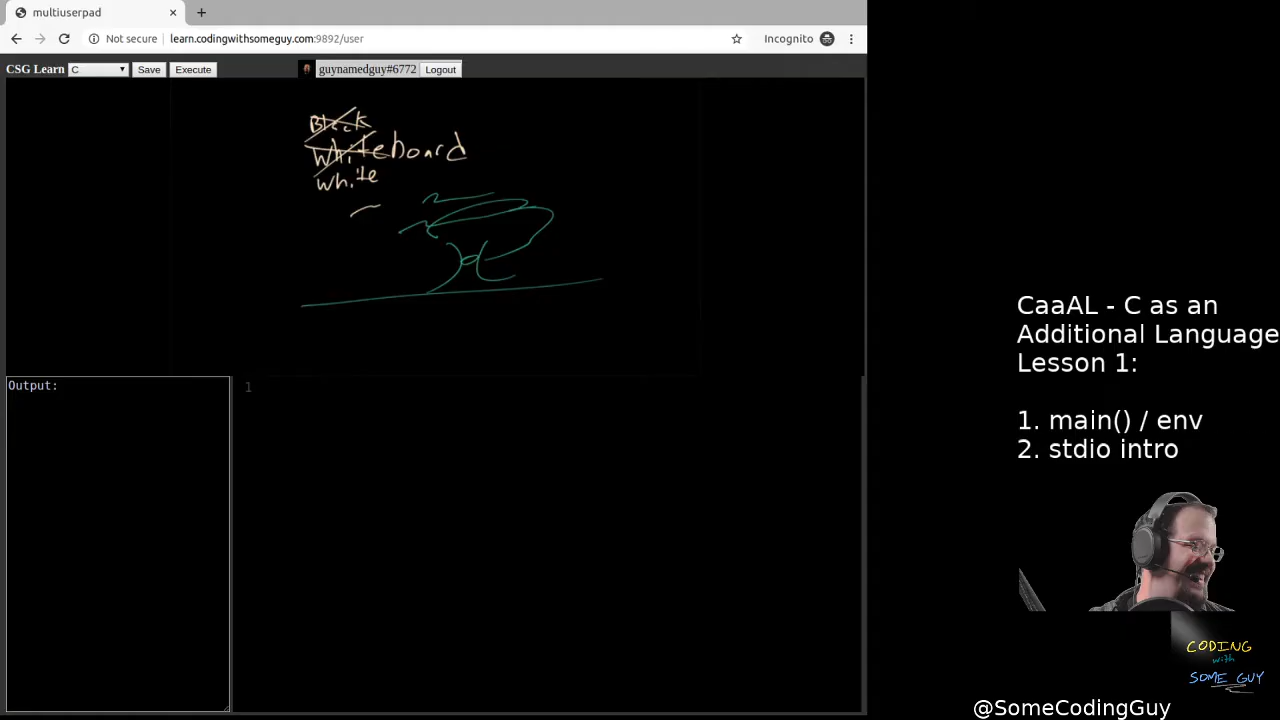 multiuserpad
Not secure learn.codingwithsomeguy.com:9892/user Incognito
CSG Learn C Save Execute guynamedguy#6772 Logout
Black
Whiteboard
White
Output:
1
CaaAL - C as an
Additional Language
Lesson 1:
1. main() / env
2. stdio intro
CODING
with
SOME GUY
@SomeCodingGuy